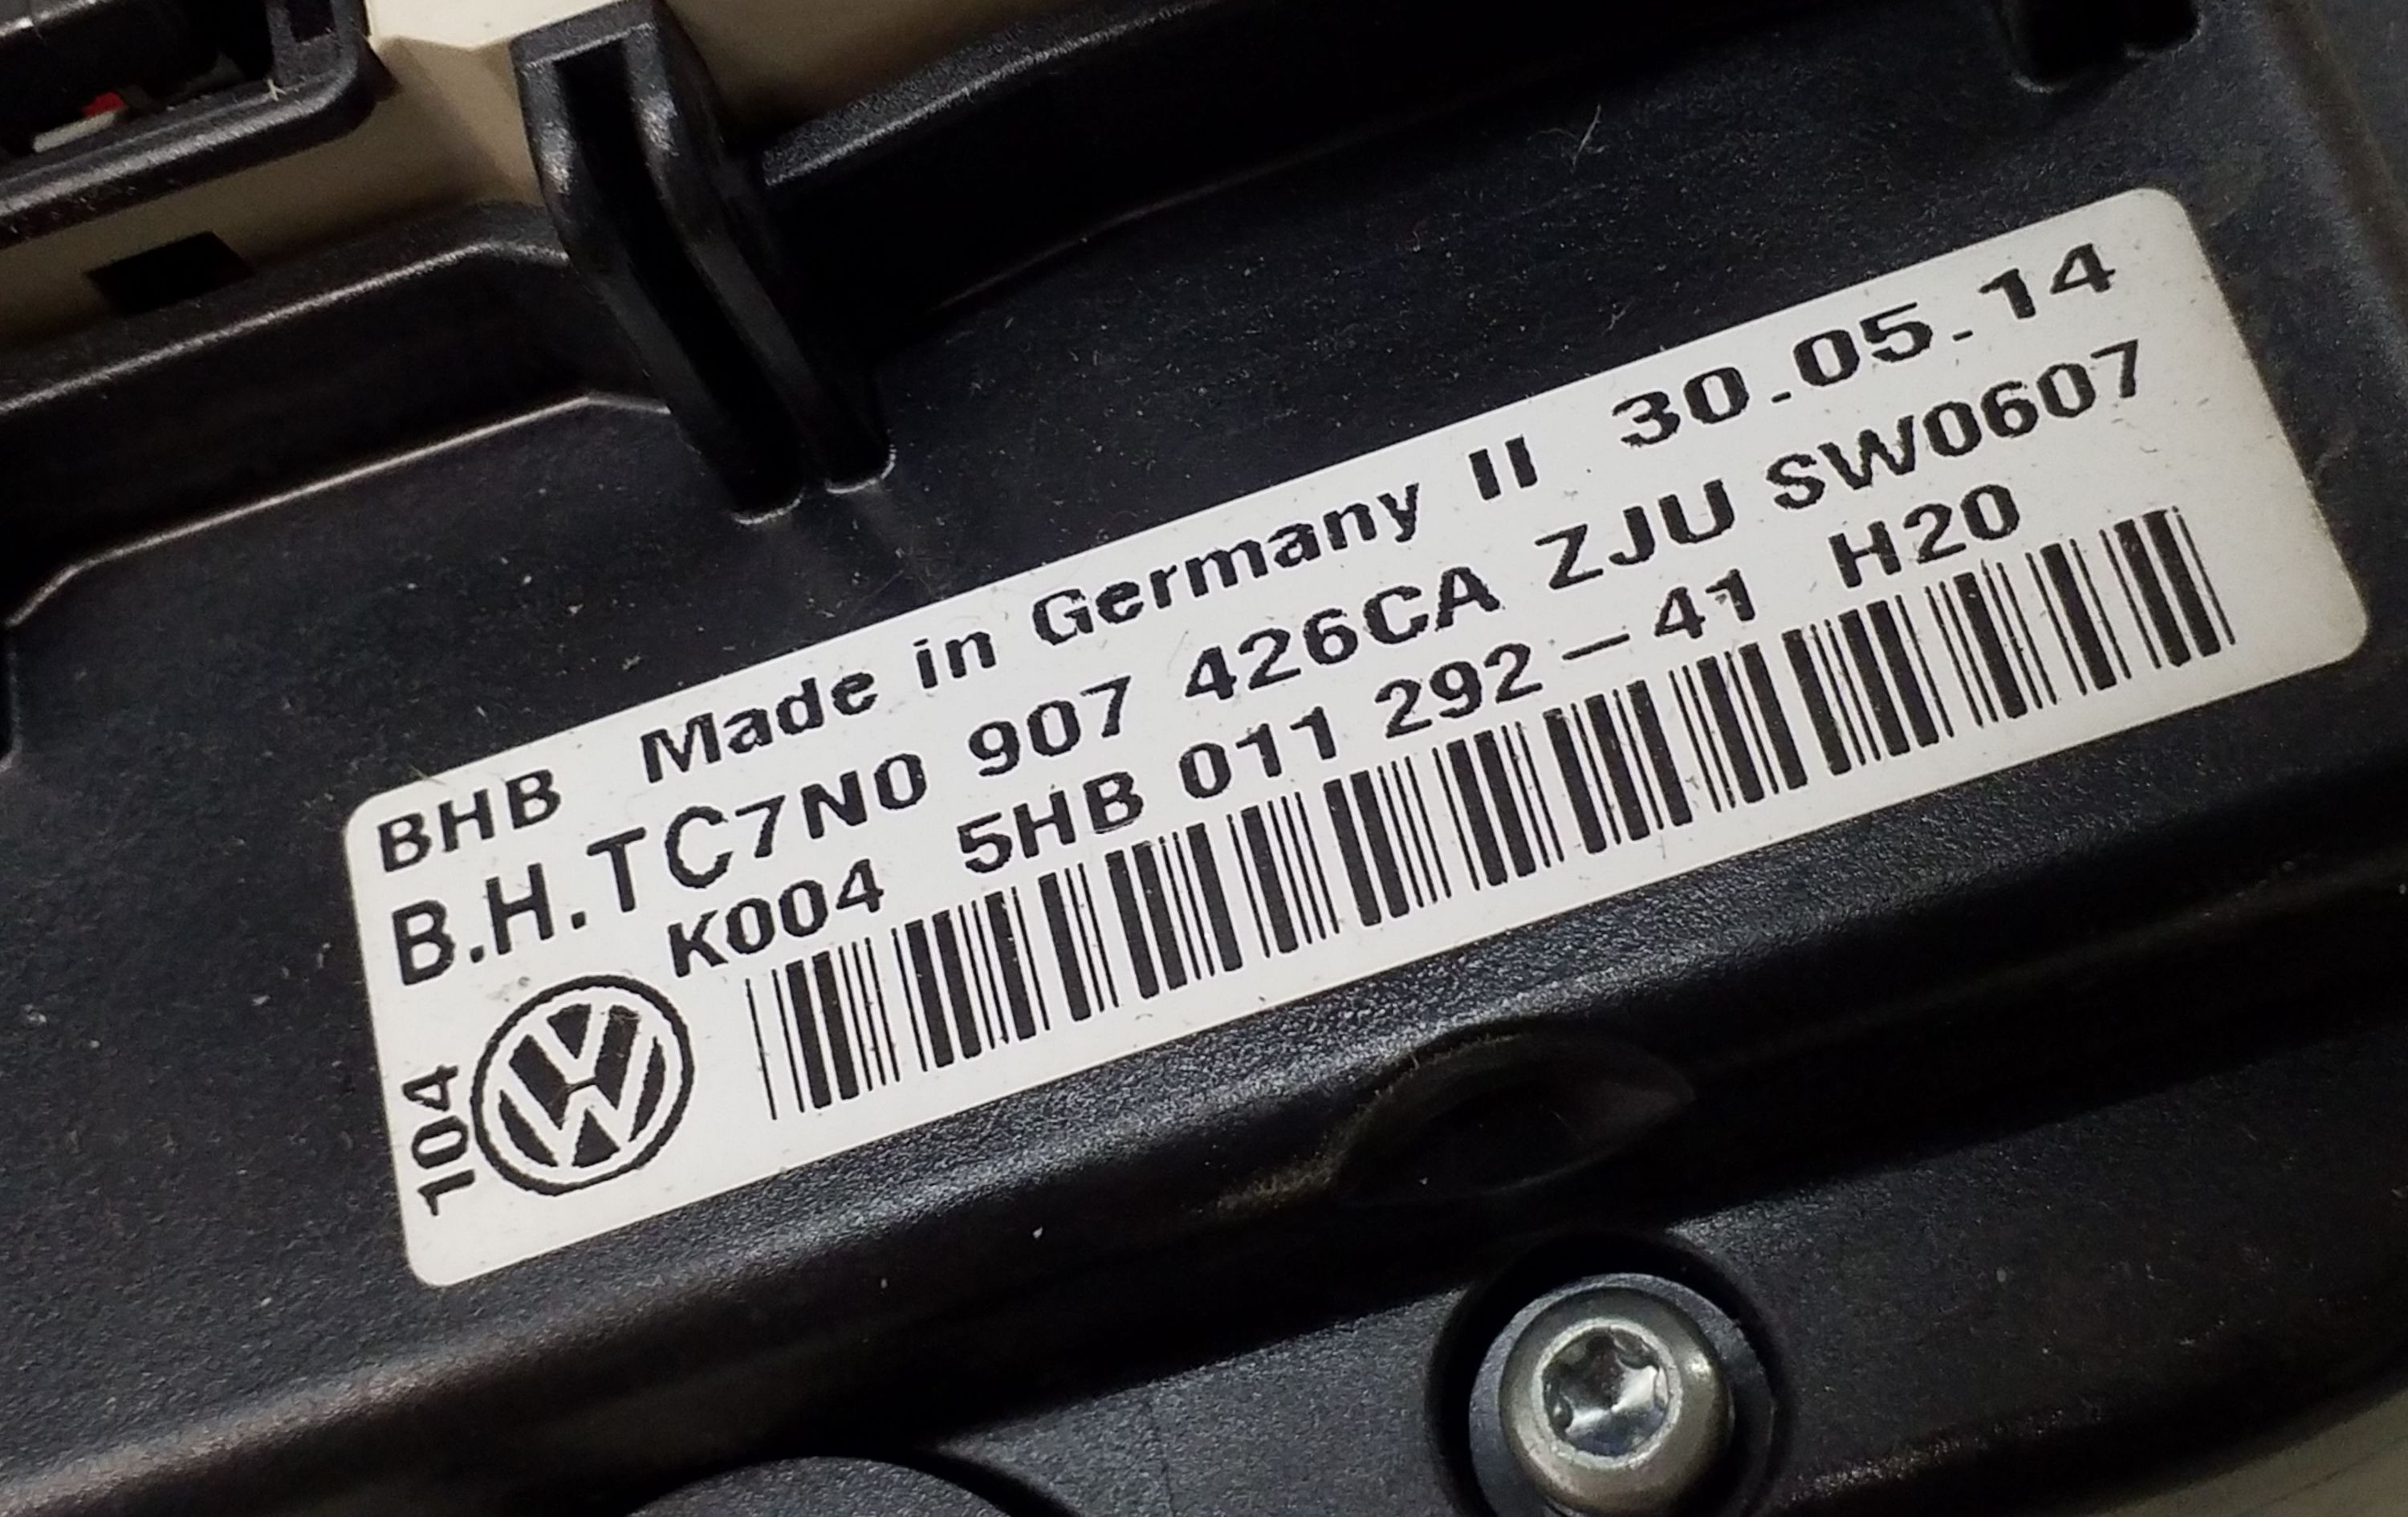 BHB Made in Germany II 30.05.14
B.H.TC7N0 907 426CA ZJU SW0607
K004 5HB 011 292-41 H20
104